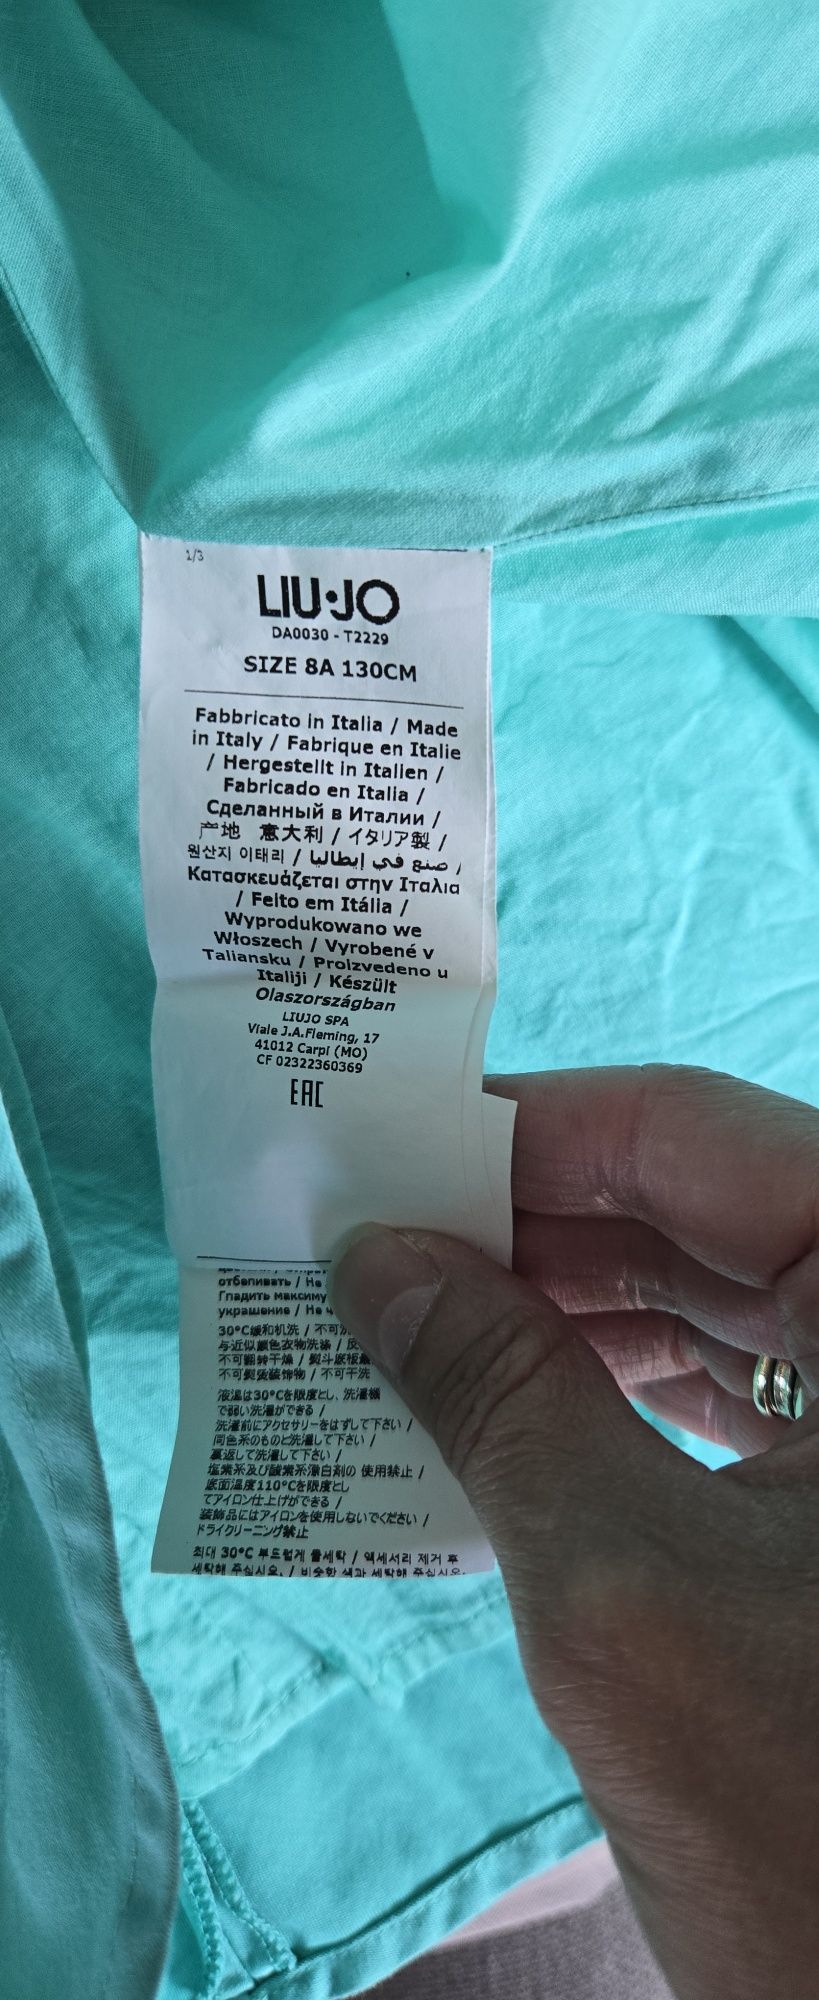 1/3
LIU·JO
DA0030 - T2229
SIZE 8A 130CM
Fabbricato in Italia / Made
in Italy / Fabrique en Italie
/ Hergestellt in Italien /
Fabricado en Italia /
Сделанный в Италии /
产地 意大利 / イタリア製 /
원산지 이태리 / صنع في إيطاليا /
Κατασκευάζεται στην Ιταλια
/ Feito em Itália /
Wyprodukowano we
Włoszech / Vyrobené v
Taliansku / Proizvedeno u
Italiji / Készült
Olaszországban
LIUJO SPA
Viale J.A.Fleming, 17
41012 Carpi (MO)
CF 02322360369
EAC
отбеливать / Не
Гладить максиму
украшение / Не ч
30°C缓和机洗 / 不可
与近似颜色衣物洗涤 / 反
不可翻转干燥 / 熨斗底板最
不可熨烫装饰物 / 不可干洗
液温は30°Cを限度とし、洗濯機
で弱い洗濯ができる /
洗濯前にアクセサリーをはずして下さい /
同色系のものと洗濯して下さい /
裏返して洗濯して下さい /
塩素系及び酸素系漂白剤の 使用禁止 /
底面温度110°Cを限度とし
てアイロン仕上げができる /
装飾品にはアイロンを使用しないでください /
ドライクリーニング禁止
최대 30°C 부드럽게 물세탁 / 액세서리 제거 후
세탁해 주십시오. / 비슷한 색과 세탁해 주십시오.